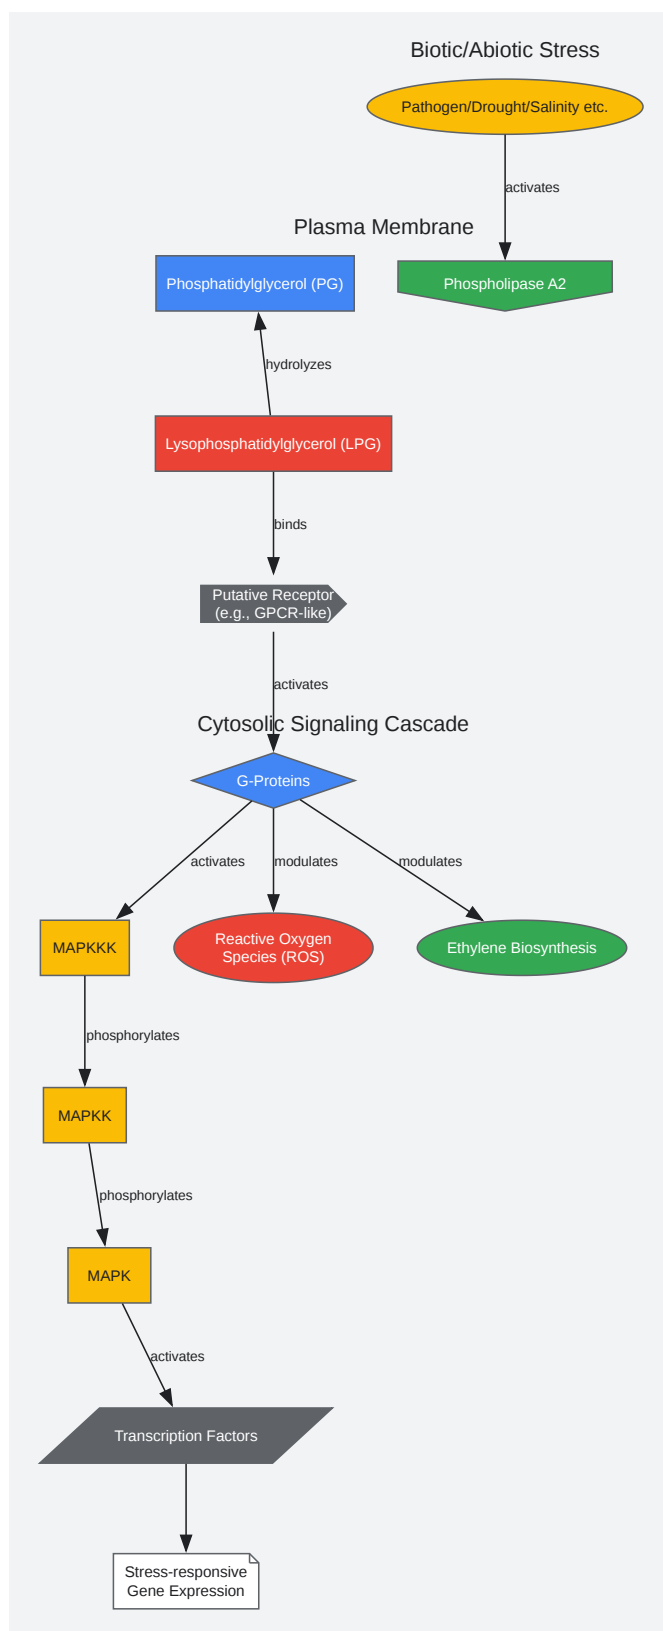 Biotic/Abiotic Stress
Pathogen/Drought/Salinity etc.
activates
Plasma Membrane
Phosphatidylglycerol (PG)
Phospholipase A2
hydrolyzes
Lysophosphatidylglycerol (LPG)
binds
Putative Receptor
(e.g., GPCR-like)
activates
Cytosolic Signaling Cascade
G-Proteins
activates
modulates
modulates
MAPKKK
Reactive Oxygen
Species (ROS)
Ethylene Biosynthesis
phosphorylates
MAPKK
phosphorylates
MAPK
activates
Transcription Factors
Stress-responsive
Gene Expression